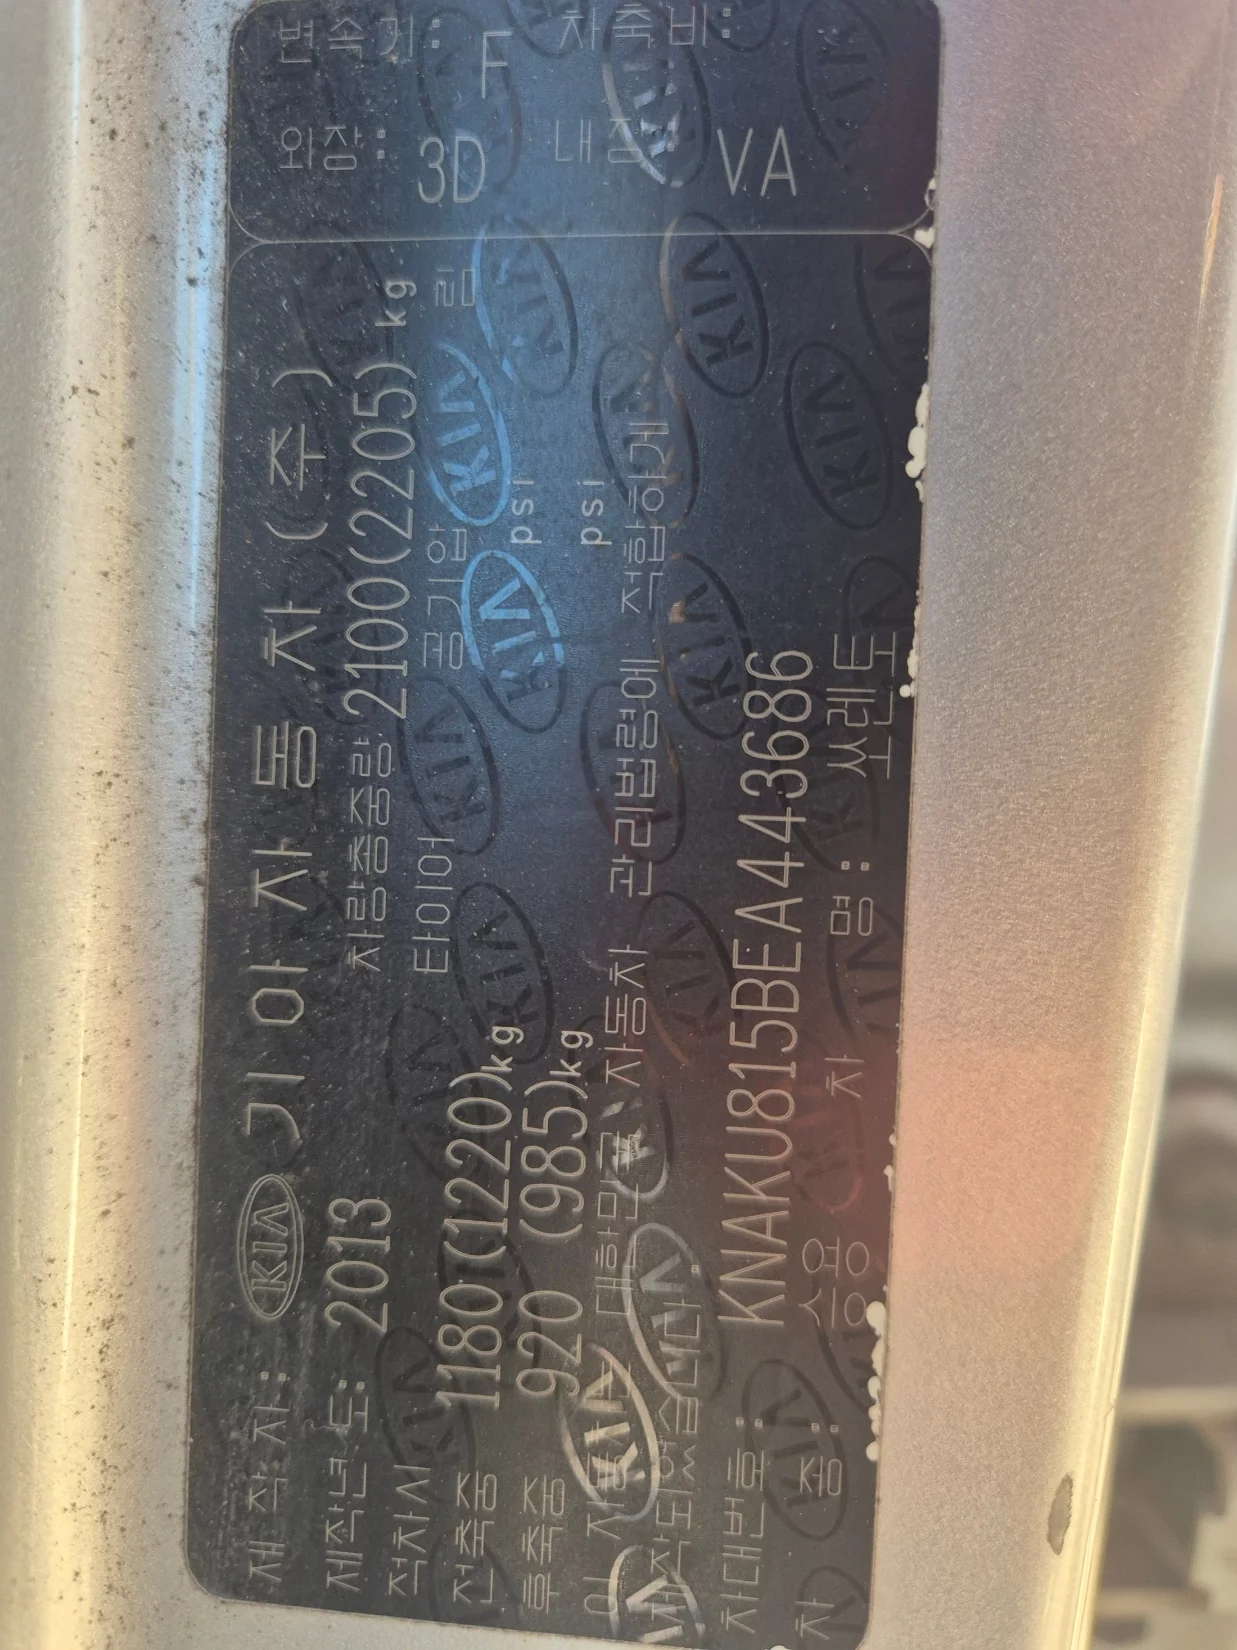 제 작 자: KIA 기아자동차(주)
제작년도: 2013 차량총중량 2100(2205)kg
적차시 타이어 공기압 림
전축중 1180(1220)kg psi
후축중 920 (985)kg psi
이 자동차는 대한민국 자동차 관리법령에 적합하게
제작되었습니다.
차대번호: KNAKU815BEA443686
차 종: 승용 차 명: 쏘렌토
변속기: F 차축비:
외장: 3D 내장: VA